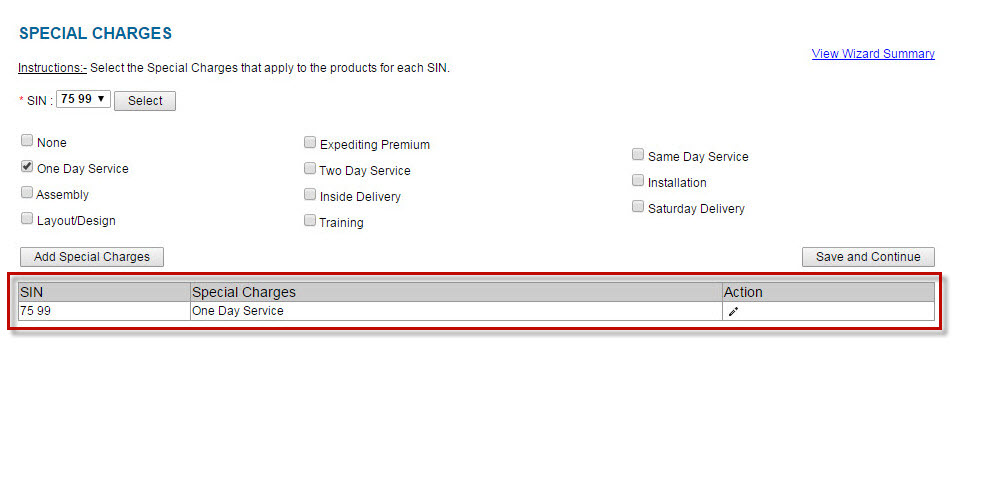 SPECIAL CHARGES
View Wizard Summary
Instructions:- Select the Special Charges that apply to the products for each SIN.
* SIN : 75 99 Select
None
One Day Service
Assembly
Layout/Design
Expediting Premium
Two Day Service
Inside Delivery
Training
Same Day Service
Installation
Saturday Delivery
Add Special Charges Save and Continue
SIN Special Charges Action
75 99 One Day Service